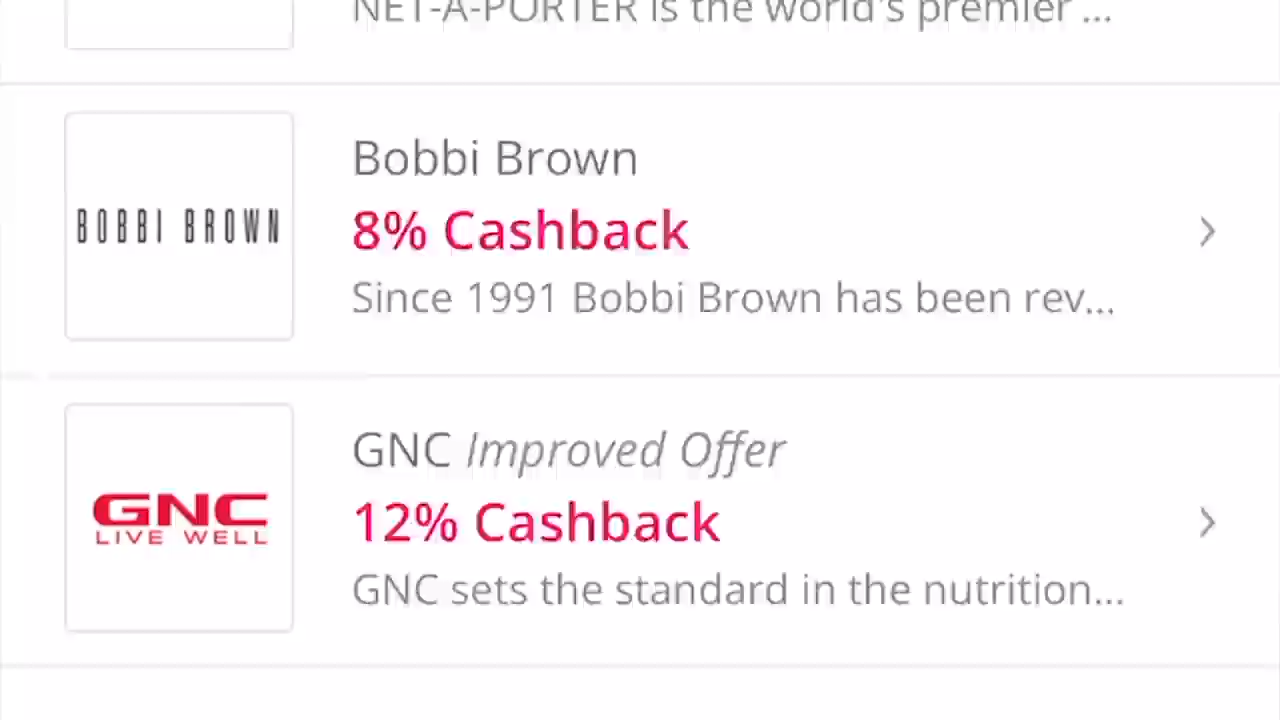 NET-A-PORTER is the world's premier ...
BOBBI BROWN
Bobbi Brown
8% Cashback
Since 1991 Bobbi Brown has been rev...
GNC
LIVE WELL
GNC Improved Offer
12% Cashback
GNC sets the standard in the nutrition...